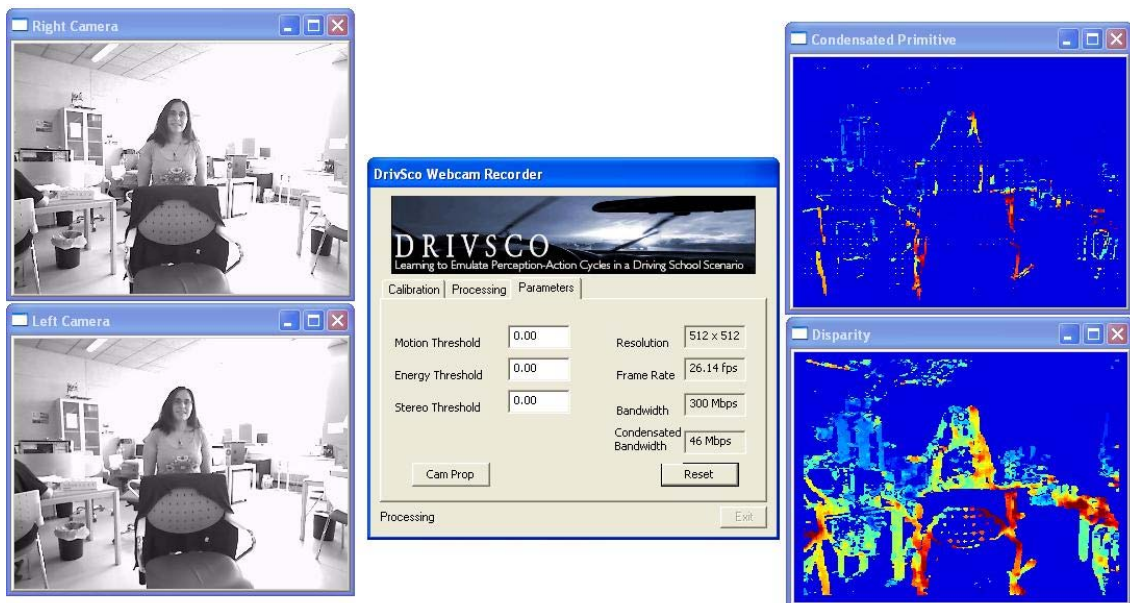 Right Camera
Left Camera
DrivSco Webcam Recorder
DRIVSCO
Learning to Emulate Perception-Action Cycles in a Driving School Scenario
Calibration Processing Parameters
Motion Threshold 0.00 Resolution 512 x 512
Energy Threshold 0.00 Frame Rate 26.14 fps
Stereo Threshold 0.00 Bandwidth 300 Mbps
Condensated
Bandwidth 46 Mbps
Cam Prop Reset
Processing Exit
Condensated Primitive
Disparity